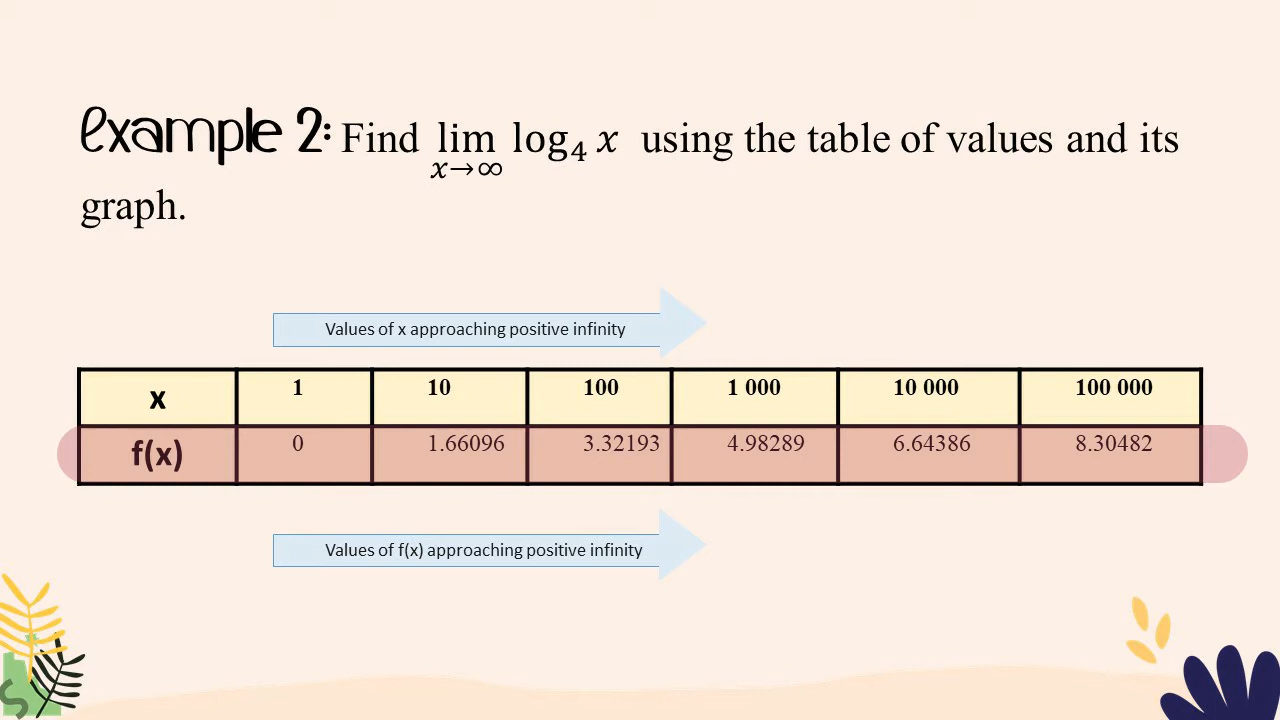 Example 2: Find lim log₄ x using the table of values and its
x→∞
graph.
Values of x approaching positive infinity
x 1 10 100 1 000 10 000 100 000
f(x) 0 1.66096 3.32193 4.98289 6.64386 8.30482
Values of f(x) approaching positive infinity
$